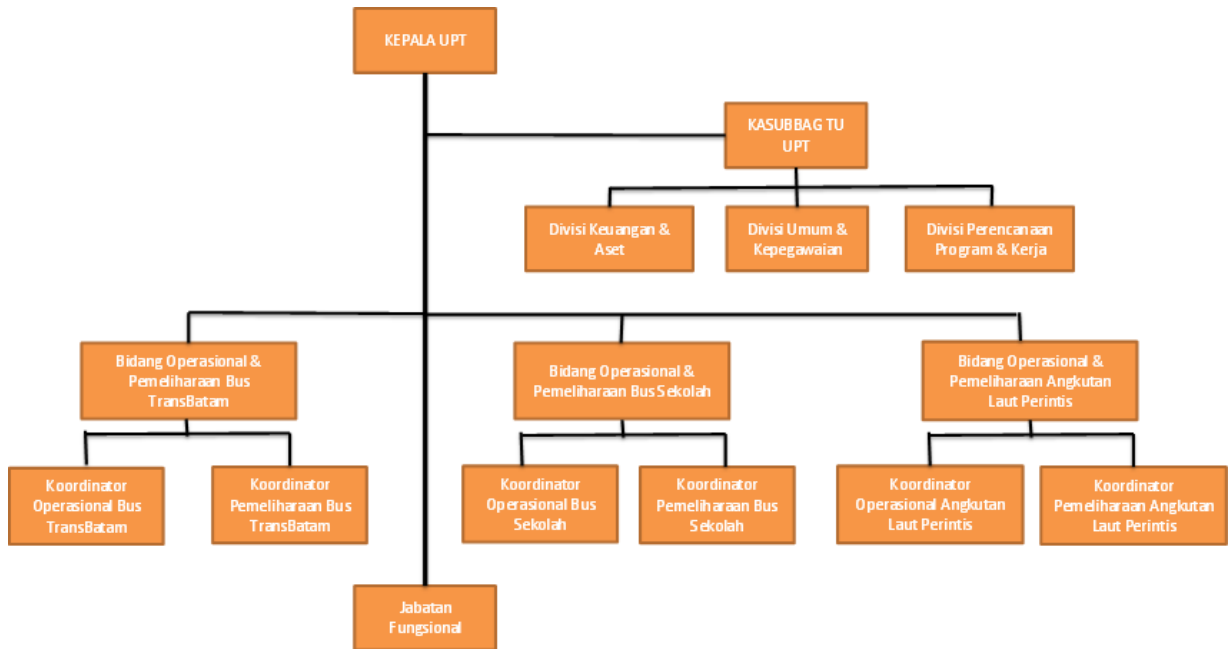 KEPALA UPT
KASUBBAG TU
UPT
Divisi Keuangan &
Aset
Divisi Umum &
Kepegawaian
Divisi Perencanaan
Program & Kerja
Bidang Operasional &
Pemeliharaan Bus
TransBatam
Bidang Operasional &
Pemeliharaan Bus Sekolah
Bidang Operasional &
Pemeliharaan Angkutan
Laut Perintis
Koordinator
Operasional Bus
TransBatam
Koordinator
Pemeliharaan Bus
TransBatam
Koordinator
Operasional Bus
Sekolah
Koordinator
Pemeliharaan Bus
Sekolah
Koordinator
Operasional Angkutan
Laut Perintis
Koordinator
Pemeliharaan Angkutan
Laut Perintis
Jabatan
Fungsional